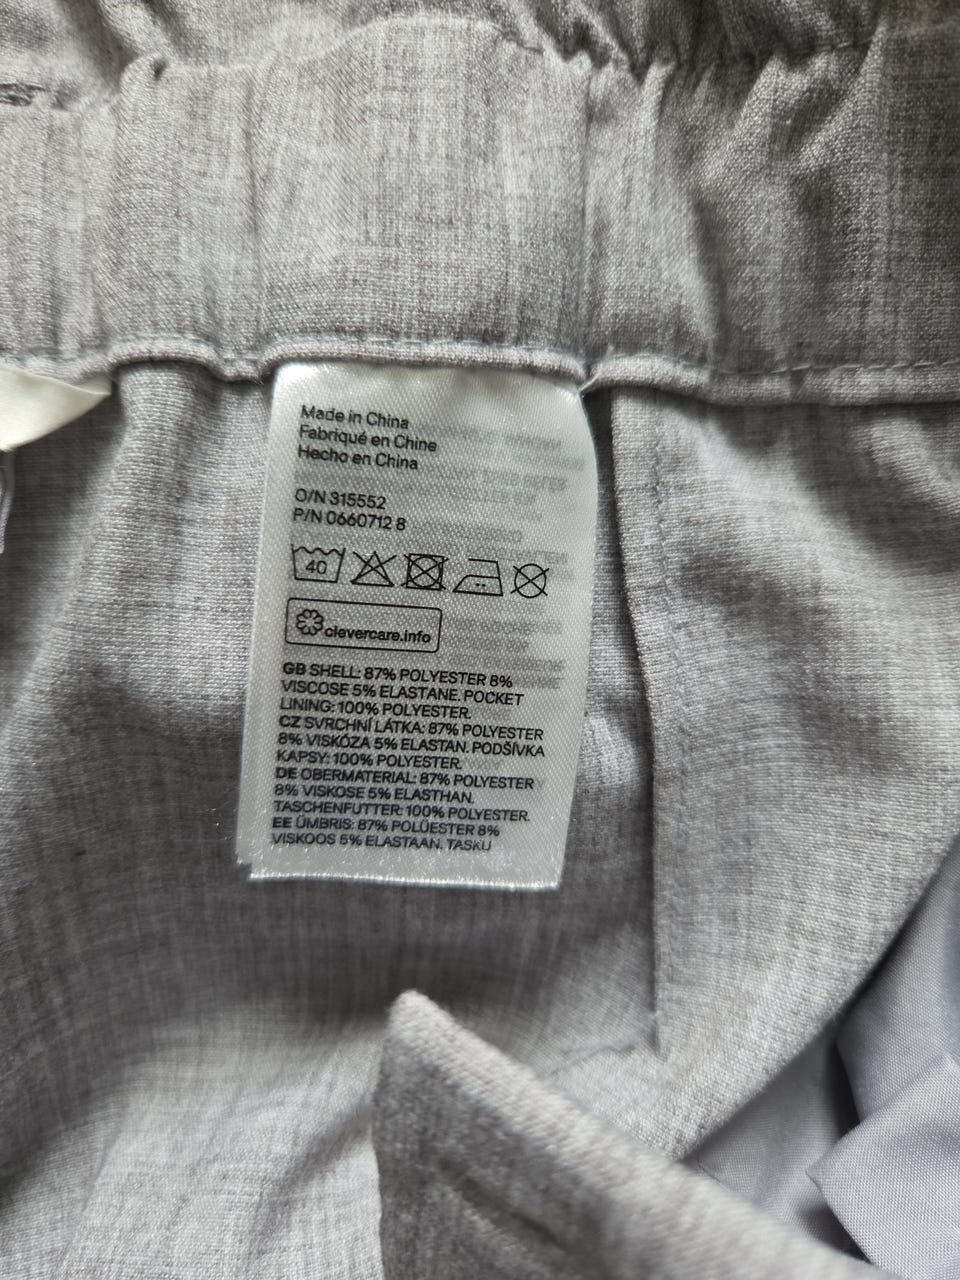 Made in China
Fabriqué en Chine
Hecho en China
O/N 315552
P/N 0660712 8
40
clevercare.info
GB SHELL: 87% POLYESTER 8%
VISCOSE 5% ELASTANE. POCKET
LINING: 100% POLYESTER.
CZ SVRCHNÍ LÁTKA: 87% POLYESTER
8% VISKÓZA 5% ELASTAN. PODŠÍVKA
KAPSY: 100% POLYESTER.
DE OBERMATERIAL: 87% POLYESTER
8% VISKOSE 5% ELASTHAN.
TASCHENFUTTER: 100% POLYESTER.
EE ÜMBRIS: 87% POLÜESTER 8%
VISKOOS 5% ELASTAAN. TASKU